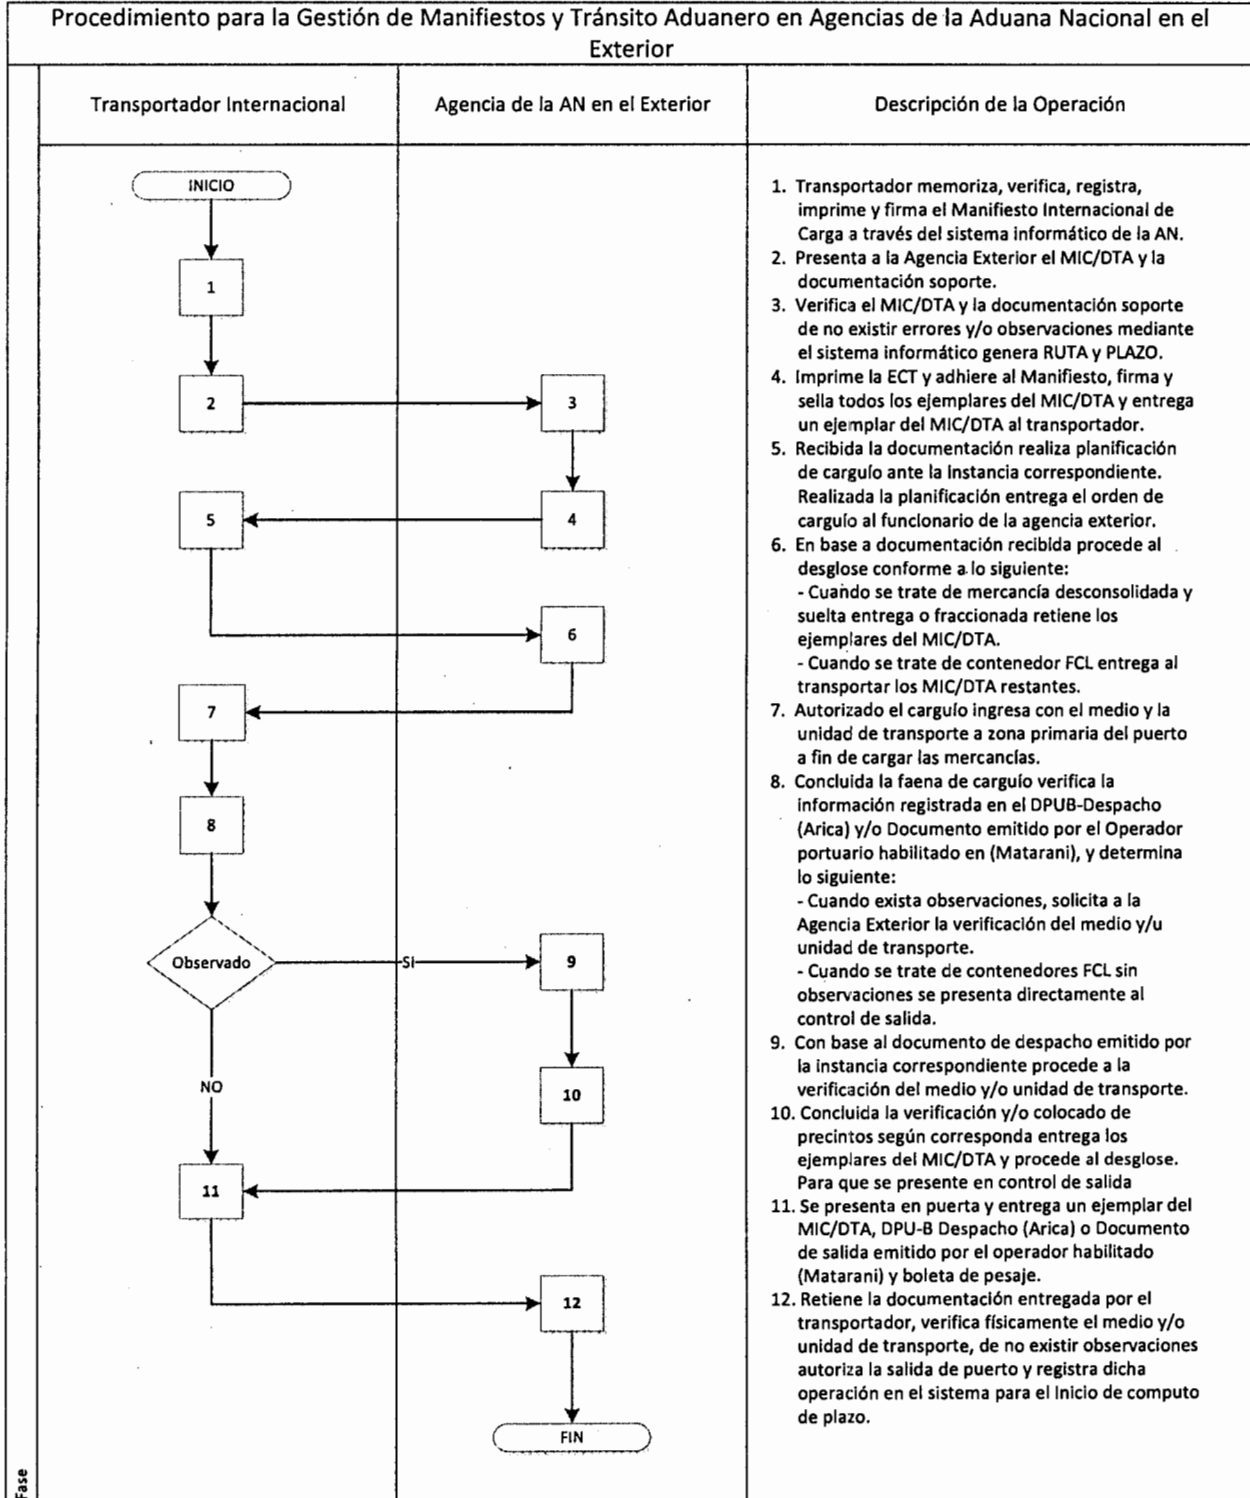 Procedimiento para la Gestión de Manifiestos y Tránsito Aduanero en Agencias de la Aduana Nacional en el
Exterior
Transportador Internacional
Agencia de la AN en el Exterior
Descripción de la Operación
INICIO
1
2
3
5
4
6
7
8
Observado
SI
9
NO
10
11
12
FIN
1. Transportador memoriza, verifica, registra,
imprime y firma el Manifiesto Internacional de
Carga a través del sistema informático de la AN.
2. Presenta a la Agencia Exterior el MIC/DTA y la
documentación soporte.
3. Verifica el MIC/DTA y la documentación soporte
de no existir errores y/o observaciones mediante
el sistema informático genera RUTA y PLAZO.
4. Imprime la ECT y adhiere al Manifiesto, firma y
sella todos los ejemplares del MIC/DTA y entrega
un ejemplar del MIC/DTA al transportador.
5. Recibida la documentación realiza planificación
de carguío ante la instancia correspondiente.
Realizada la planificación entrega el orden de
carguío al funcionario de la agencia exterior.
6. En base a documentación recibida procede al
desglose conforme a lo siguiente:
- Cuando se trate de mercancía desconsolidada y
suelta entrega o fraccionada retiene los
ejemplares del MIC/DTA.
- Cuando se trate de contenedor FCL entrega al
transportar los MIC/DTA restantes.
7. Autorizado el carguío ingresa con el medio y la
unidad de transporte a zona primaria del puerto
a fin de cargar las mercancías.
8. Concluida la faena de carguío verifica la
información registrada en el DPUB-Despacho
(Arica) y/o Documento emitido por el Operador
portuario habilitado en (Matarani), y determina
lo siguiente:
- Cuando exista observaciones, solicita a la
Agencia Exterior la verificación del medio y/u
unidad de transporte.
- Cuando se trate de contenedores FCL sin
observaciones se presenta directamente al
control de salida.
9. Con base al documento de despacho emitido por
la instancia correspondiente procede a la
verificación del medio y/o unidad de transporte.
10. Concluida la verificación y/o colocado de
precintos según corresponda entrega los
ejemplares del MIC/DTA y procede al desglose.
Para que se presente en control de salida
11. Se presenta en puerta y entrega un ejemplar del
MIC/DTA, DPU-B Despacho (Arica) o Documento
de salida emitido por el operador habilitado
(Matarani) y boleta de pesaje.
12. Retiene la documentación entregada por el
transportador, verifica físicamente el medio y/o
unidad de transporte, de no existir observaciones
autoriza la salida de puerto y registra dicha
operación en el sistema para el Inicio de computo
de plazo.
Fase